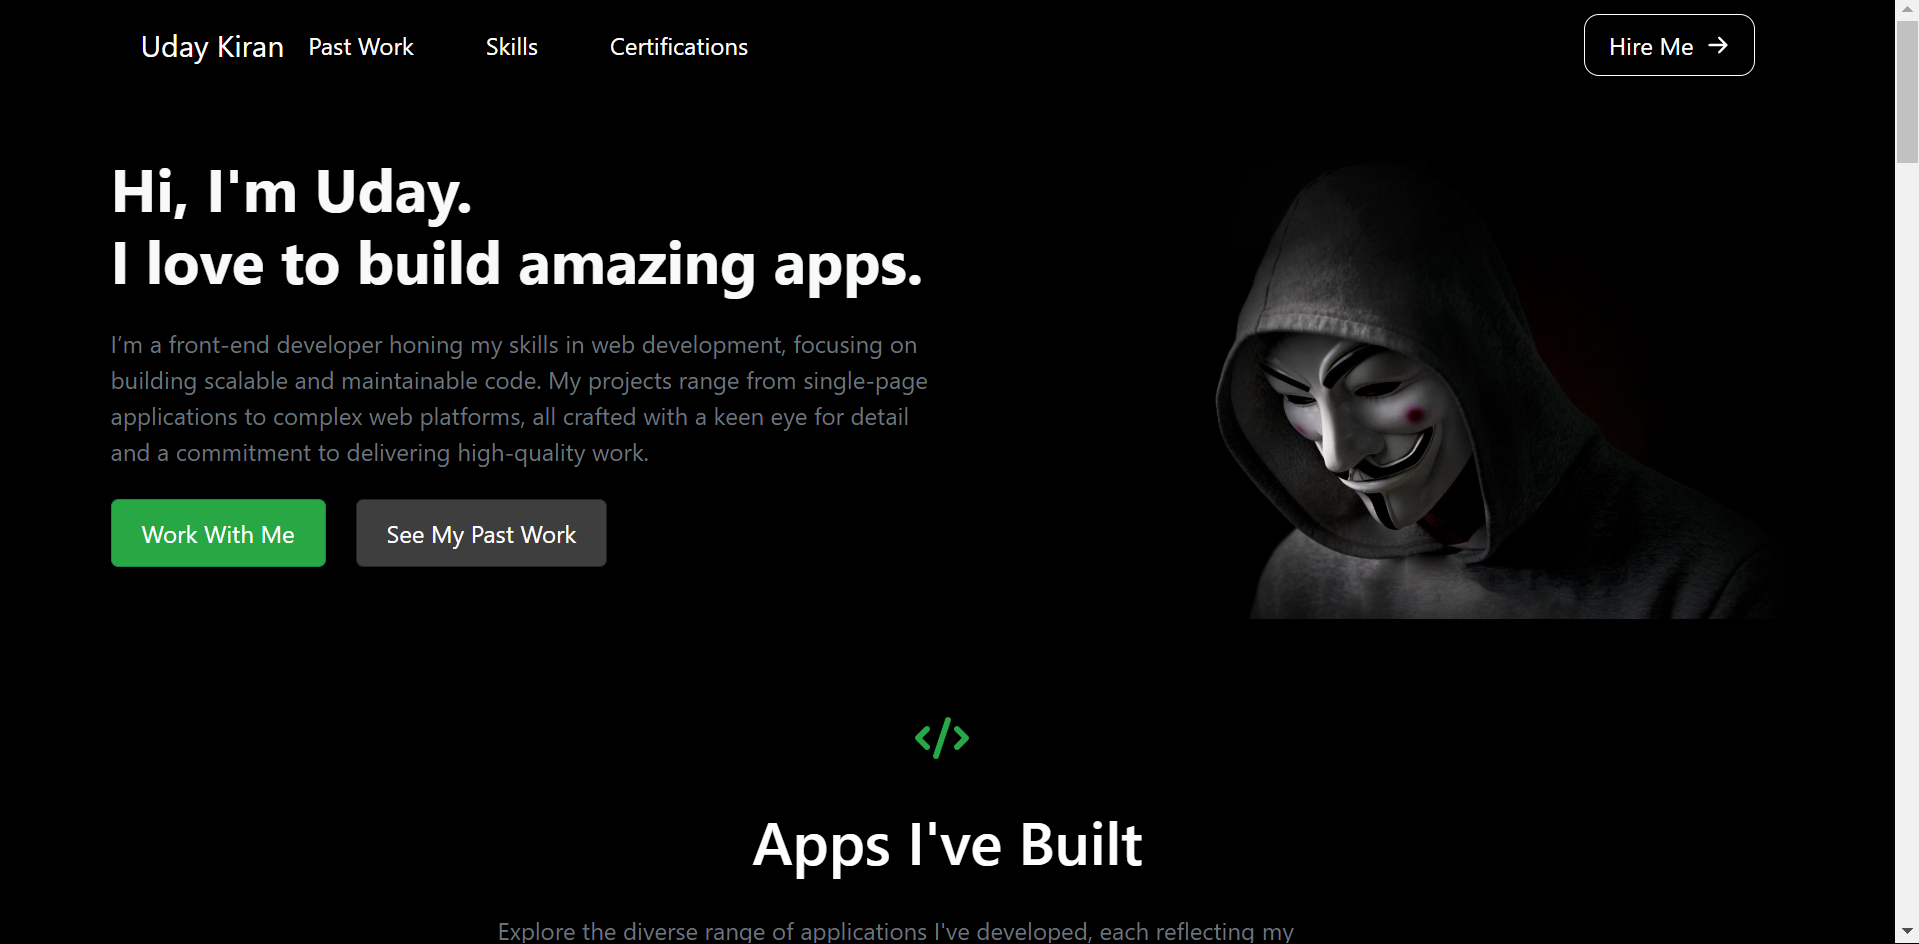 Uday Kiran Past Work Skills Certifications Hire Me
Hi, I'm Uday.
I love to build amazing apps.
I’m a front-end developer honing my skills in web development, focusing on
building scalable and maintainable code. My projects range from single-page
applications to complex web platforms, all crafted with a keen eye for detail
and a commitment to delivering high-quality work.
Work With Me See My Past Work
Apps I've Built
Explore the diverse range of applications I've developed, each reflecting my